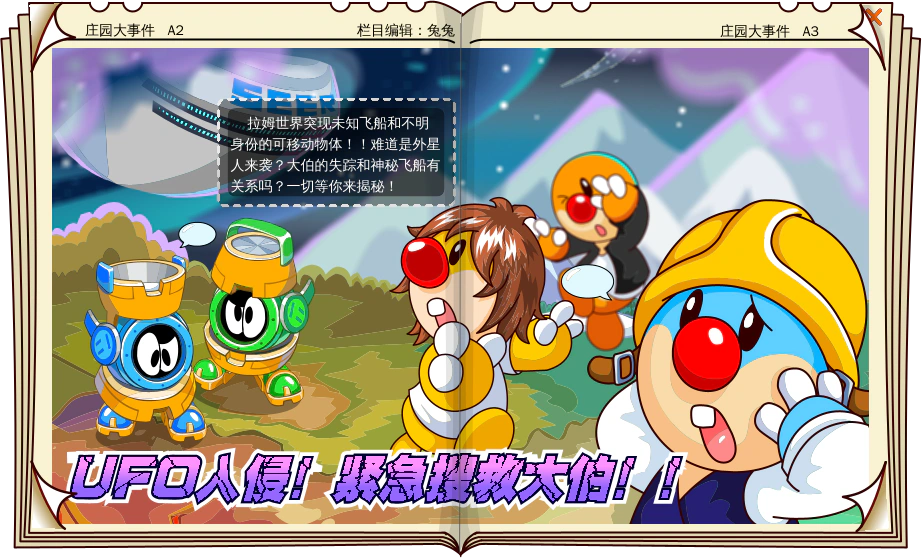 庄园大事件 A2
栏目编辑：兔兔
庄园大事件 A3
拉姆世界突现未知飞船和不明
身份的可移动物体！！难道是外星
人来袭？大伯的失踪和神秘飞船有
关系吗？一切等你来揭秘！
UFO入侵！紧急搜救大伯！！